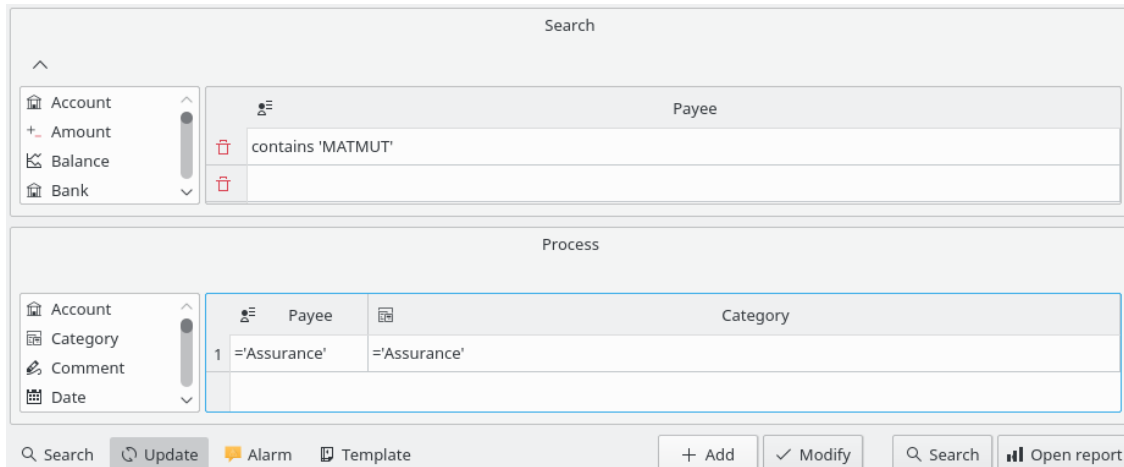 Search
Account
Amount
Balance
Bank
Payee
contains 'MATMUT'
Process
Account
Category
Comment
Date
Payee Category
1 ='Assurance' ='Assurance'
Search Update Alarm Template Add Modify Search Open report